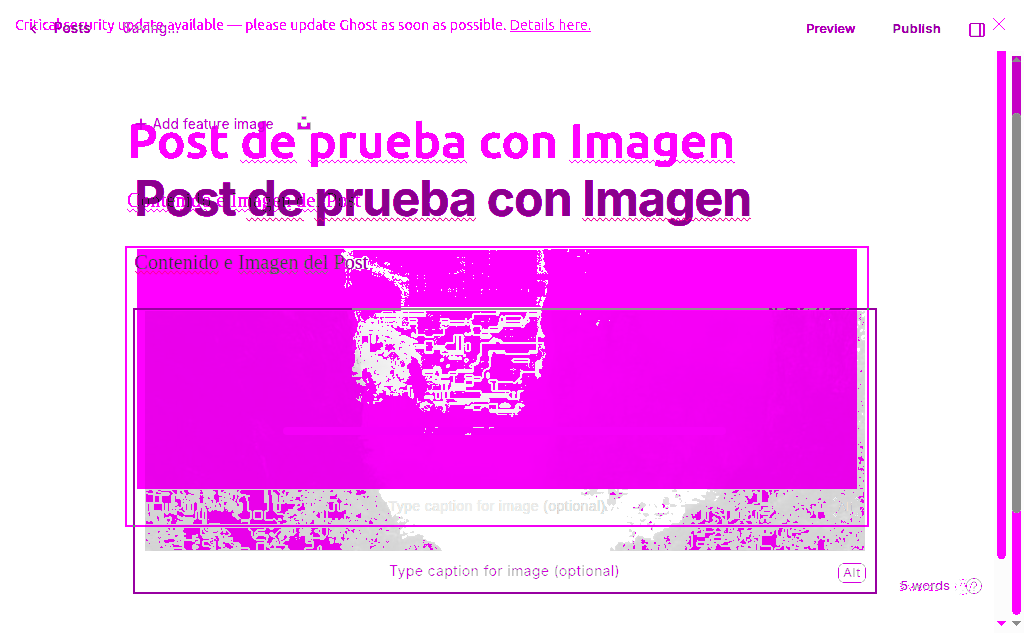 Critical security update available — please update Ghost as soon as possible. Details here.
Posts
Saving...
Preview
Publish
+ Add feature image
Post de prueba con Imagen
Contenido e Imagen del Post
Post de prueba con Imagen
Contenido e Imagen del Post
Type caption for image (optional)
Type caption for image (optional)
Alt
5 words